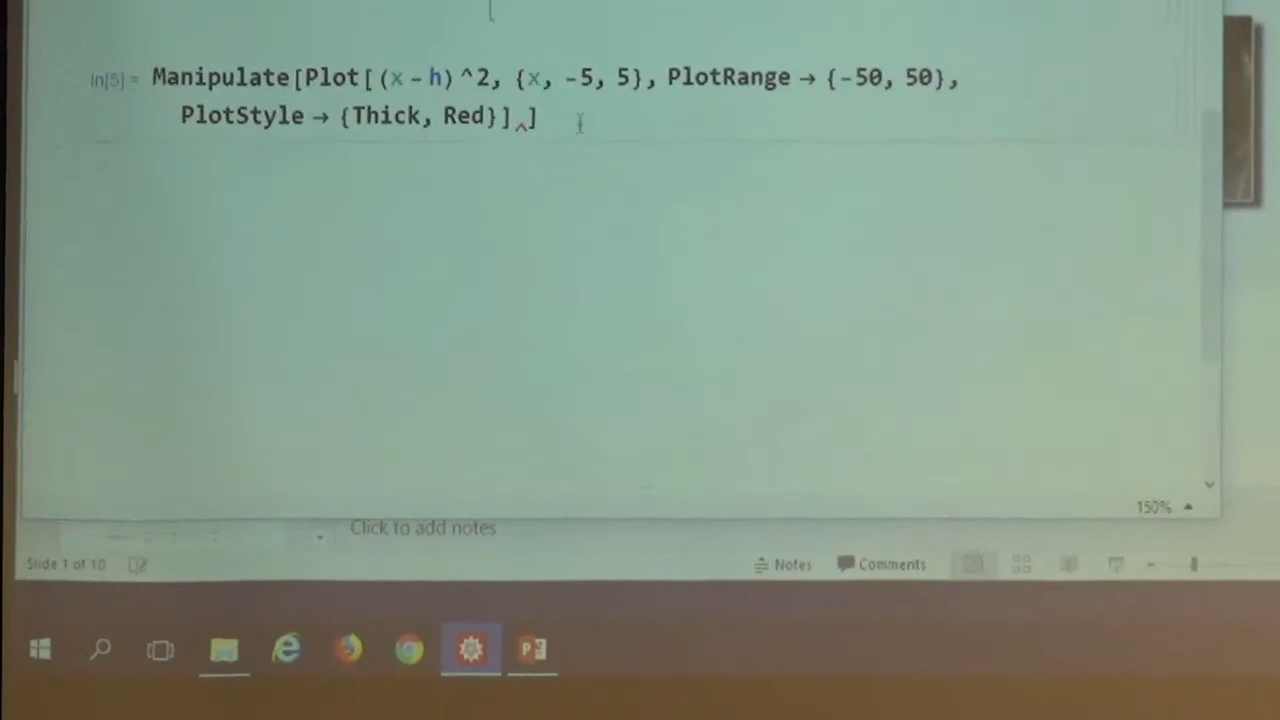 In[5]:= Manipulate[Plot[(x - h)^2, {x, -5, 5}, PlotRange → {-50, 50},
PlotStyle → {Thick, Red}]^]
150%
Click to add notes
Slide 1 of 10
Notes Comments